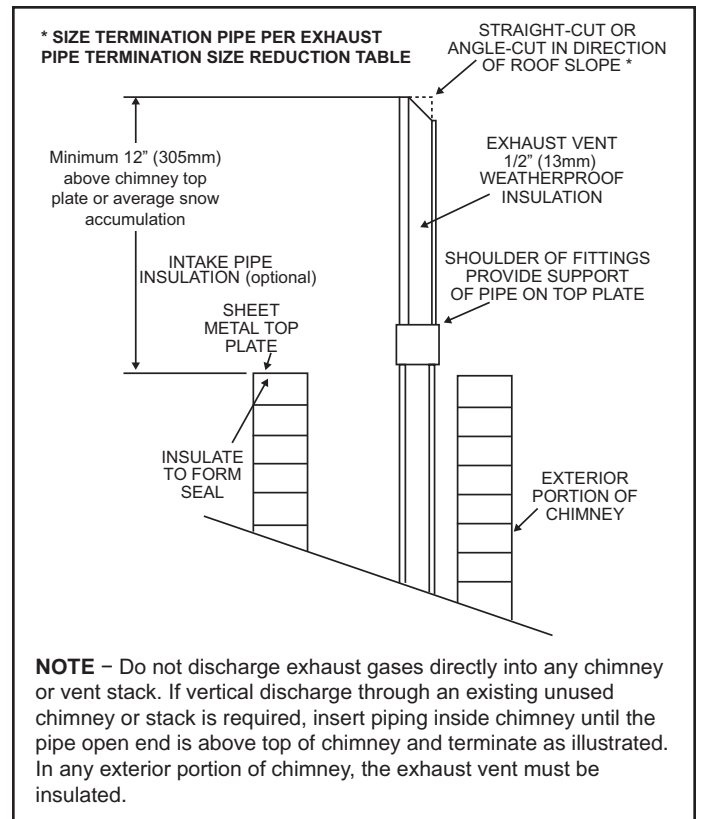 * SIZE TERMINATION PIPE PER EXHAUST
PIPE TERMINATION SIZE REDUCTION TABLE
STRAIGHT-CUT OR
ANGLE-CUT IN DIRECTION
OF ROOF SLOPE *
Minimum 12” (305mm)
above chimney top
plate or average snow
accumulation
EXHAUST VENT
1/2” (13mm)
WEATHERPROOF
INSULATION
INTAKE PIPE
INSULATION (optional)
SHOULDER OF FITTINGS
PROVIDE SUPPORT
OF PIPE ON TOP PLATE
SHEET
METAL TOP
PLATE
INSULATE
TO FORM
SEAL
EXTERIOR
PORTION OF
CHIMNEY
NOTE − Do not discharge exhaust gases directly into any chimney
or vent stack. If vertical discharge through an existing unused
chimney or stack is required, insert piping inside chimney until the
pipe open end is above top of chimney and terminate as illustrated.
In any exterior portion of chimney, the exhaust vent must be
insulated.